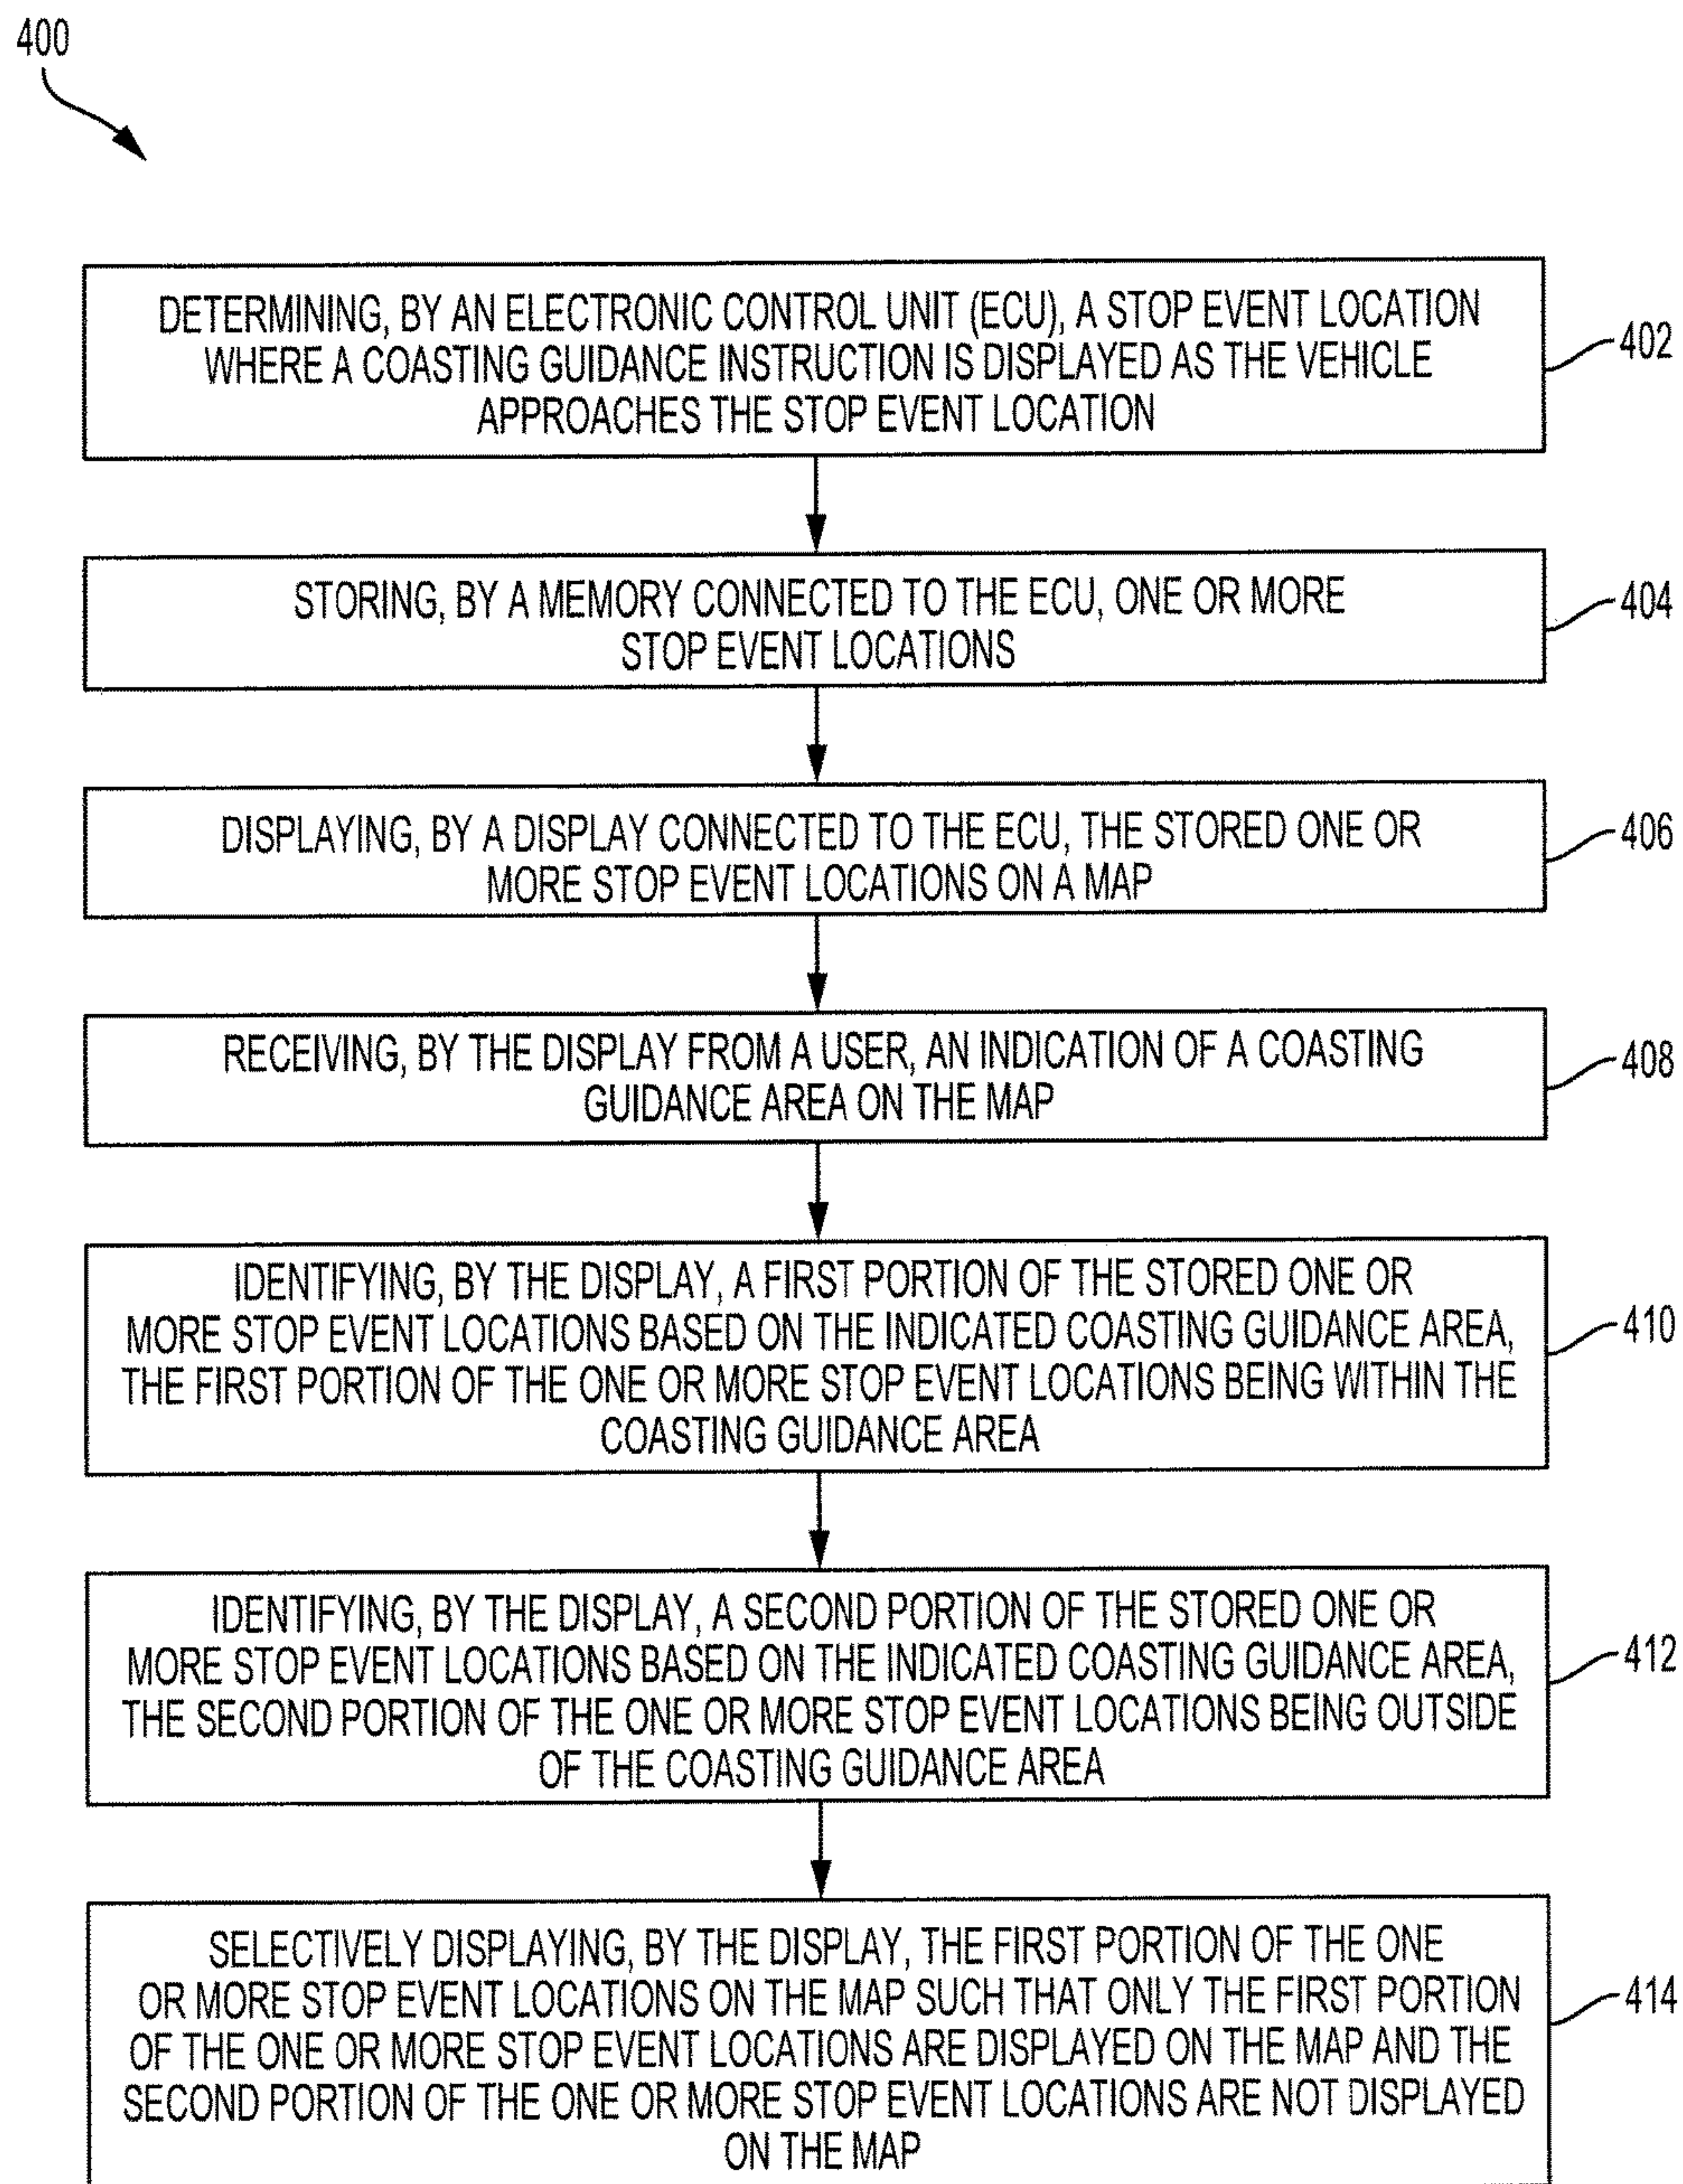 400
DETERMINING, BY AN ELECTRONIC CONTROL UNIT (ECU), A STOP EVENT LOCATION
WHERE A COASTING GUIDANCE INSTRUCTION IS DISPLAYED AS THE VEHICLE
APPROACHES THE STOP EVENT LOCATION
402
STORING, BY A MEMORY CONNECTED TO THE ECU, ONE OR MORE
STOP EVENT LOCATIONS
404
DISPLAYING, BY A DISPLAY CONNECTED TO THE ECU, THE STORED ONE OR
MORE STOP EVENT LOCATIONS ON A MAP
406
RECEIVING, BY THE DISPLAY FROM A USER, AN INDICATION OF A COASTING
GUIDANCE AREA ON THE MAP
408
IDENTIFYING, BY THE DISPLAY, A FIRST PORTION OF THE STORED ONE OR
MORE STOP EVENT LOCATIONS BASED ON THE INDICATED COASTING GUIDANCE AREA,
THE FIRST PORTION OF THE ONE OR MORE STOP EVENT LOCATIONS BEING WITHIN THE
COASTING GUIDANCE AREA
410
IDENTIFYING, BY THE DISPLAY, A SECOND PORTION OF THE STORED ONE OR
MORE STOP EVENT LOCATIONS BASED ON THE INDICATED COASTING GUIDANCE AREA,
THE SECOND PORTION OF THE ONE OR MORE STOP EVENT LOCATIONS BEING OUTSIDE
OF THE COASTING GUIDANCE AREA
412
SELECTIVELY DISPLAYING, BY THE DISPLAY, THE FIRST PORTION OF THE ONE
OR MORE STOP EVENT LOCATIONS ON THE MAP SUCH THAT ONLY THE FIRST PORTION
OF THE ONE OR MORE STOP EVENT LOCATIONS ARE DISPLAYED ON THE MAP AND THE
SECOND PORTION OF THE ONE OR MORE STOP EVENT LOCATIONS ARE NOT DISPLAYED
ON THE MAP
414